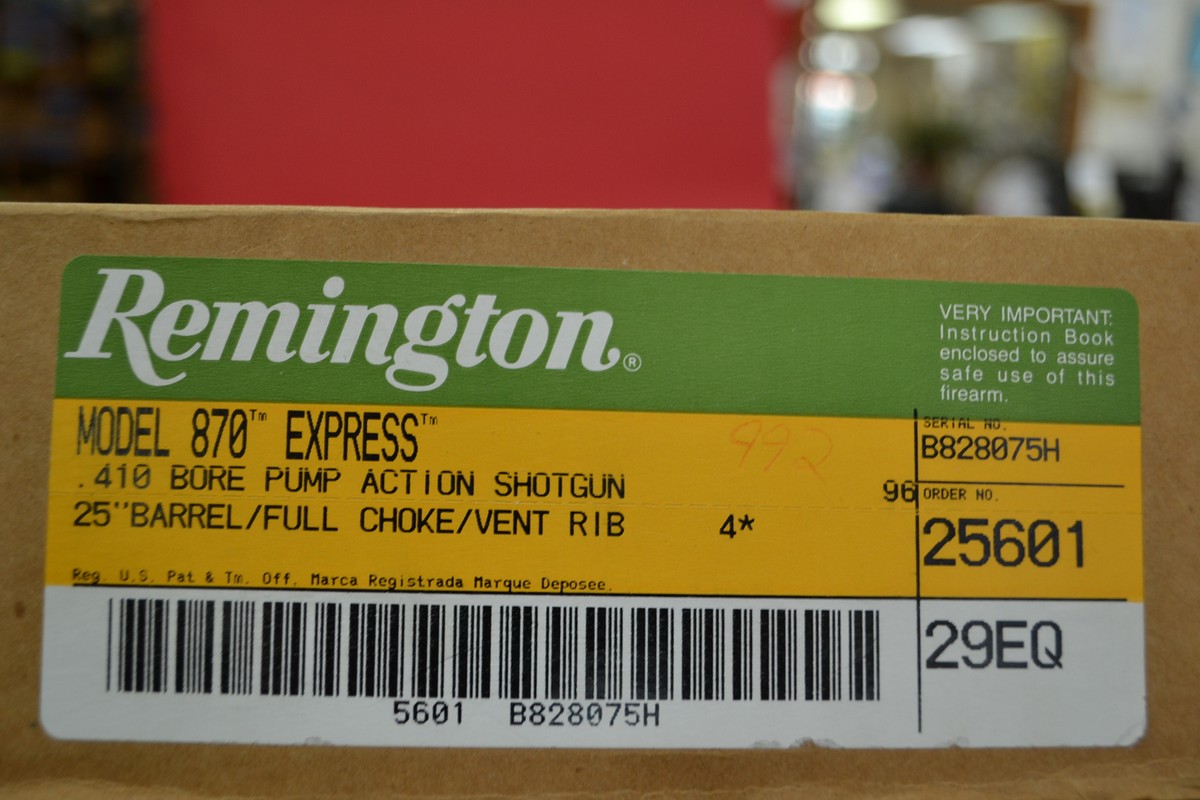 Remington®
VERY IMPORTANT:
Instruction Book
enclosed to assure
safe use of this
firearm.
MODEL 870™ EXPRESS™
992
.410 BORE PUMP ACTION SHOTGUN
25"BARREL/FULL CHOKE/VENT RIB 4*
96
Reg. U.S. Pat & Tm. Off. Marca Registrada Marque Deposee.
SERIAL NO.
B828075H
ORDER NO.
25601
29EQ
5601 B828075H